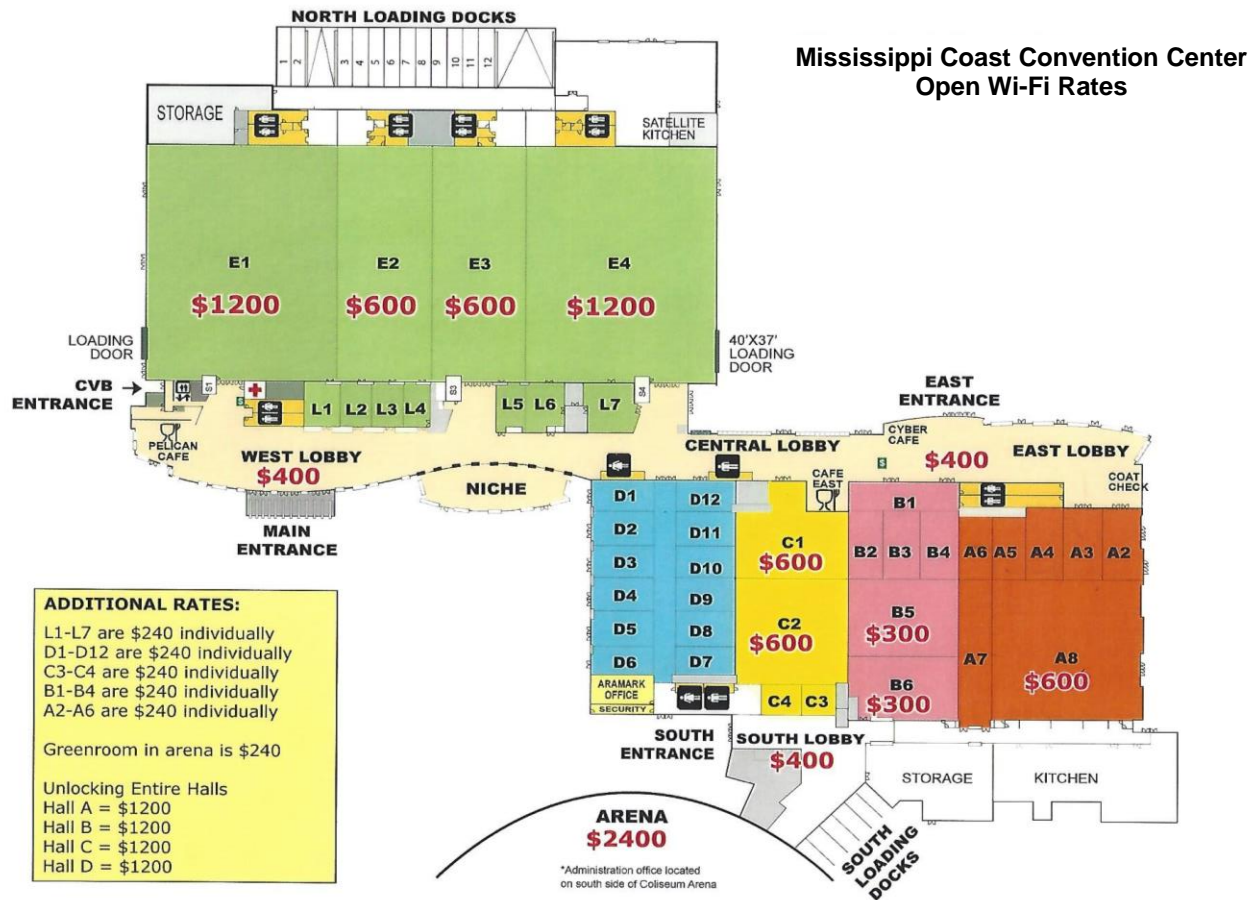 NORTH LOADING DOCKS
Mississippi Coast Convention Center
Open Wi-Fi Rates
1
2
3
4
5
6
7
8
9
10
11
12
STORAGE
SATELLITE
KITCHEN
E1
$1200
E2
$600
E3
$600
E4
$1200
LOADING
DOOR
40'X37'
LOADING
DOOR
CVB
ENTRANCE
S1
S3
S4
L1
L2
L3
L4
L5
L6
L7
PELICAN
CAFE
WEST LOBBY
$400
NICHE
MAIN
ENTRANCE
CENTRAL LOBBY
EAST
ENTRANCE
CYBER
CAFE
$
$
EAST LOBBY
$400
COAT
CHECK
CAFE
EAST
D1
D2
D3
D4
D5
D6
D12
D11
D10
D9
D8
D7
C1
$600
C2
$600
C4
C3
B1
B2
B3
B4
B5
$300
B6
$300
A6
A5
A4
A3
A2
A7
A8
$600
ARAMARK
OFFICE
SECURITY
SOUTH
ENTRANCE
SOUTH LOBBY
$400
STORAGE
KITCHEN
SOUTH
LOADING
DOCKS
ARENA
$2400
*Administration office located
on south side of Coliseum Arena
ADDITIONAL RATES:
L1-L7 are $240 individually
D1-D12 are $240 individually
C3-C4 are $240 individually
B1-B4 are $240 individually
A2-A6 are $240 individually
Greenroom in arena is $240
Unlocking Entire Halls
Hall A = $1200
Hall B = $1200
Hall C = $1200
Hall D = $1200